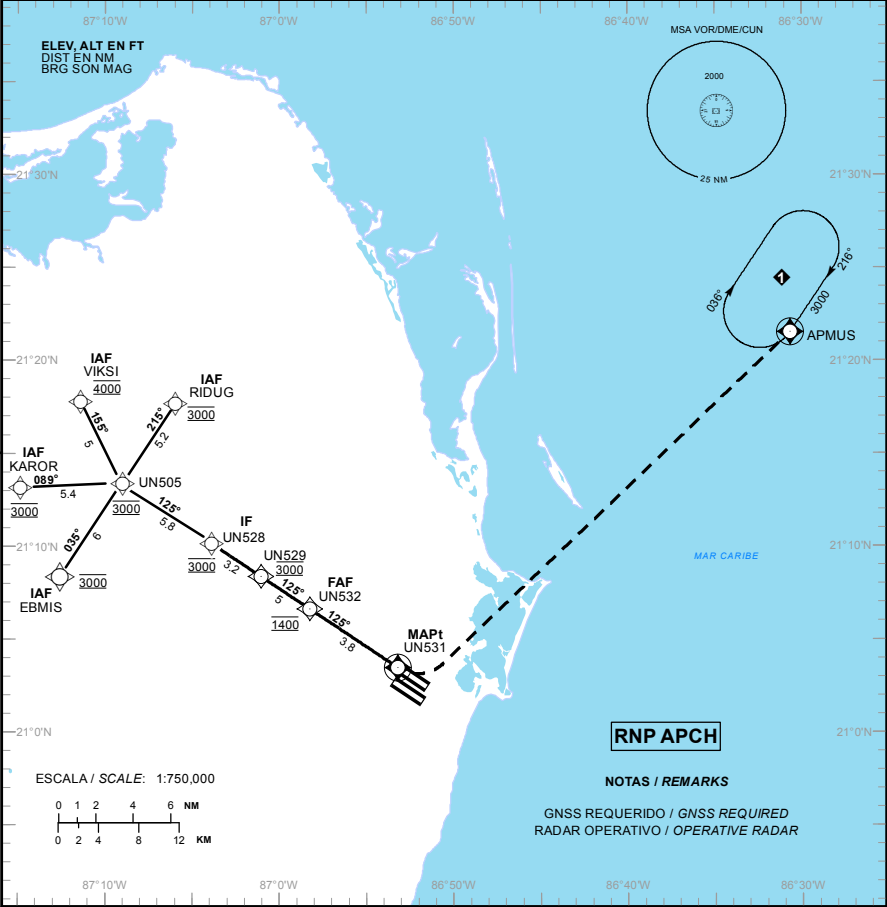 87°10'W
87°0'W
86°50'W
86°40'W
86°30'W
ELEV, ALT EN FT
DIST EN NM
BRG SON MAG
MSA VOR/DME/CUN
2000
25 NM
21°30'N
21°30'N
036°
216°
3000
1
APMUS
21°20'N
21°20'N
IAF
VIKSI
4000
155°
5
IAF
RIDUG
3000
215°
5.2
IAF
KAROR
3000
089°
5.4
UN505
3000
035°
6
IAF
EBMIS
3000
125°
5.8
IF
UN528
3000
3.2
UN529
3000
125°
5
FAF
UN532
1400
125°
3.8
MAPt
UN531
21°10'N
21°10'N
MAR CARIBE
21°0'N
21°0'N
RNP APCH
NOTAS / REMARKS
GNSS REQUERIDO / GNSS REQUIRED
RADAR OPERATIVO / OPERATIVE RADAR
ESCALA / SCALE: 1:750,000
0 1 2 4 6 NM
0 2 4 8 12 KM
87°10'W
87°0'W
86°50'W
86°40'W
86°30'W